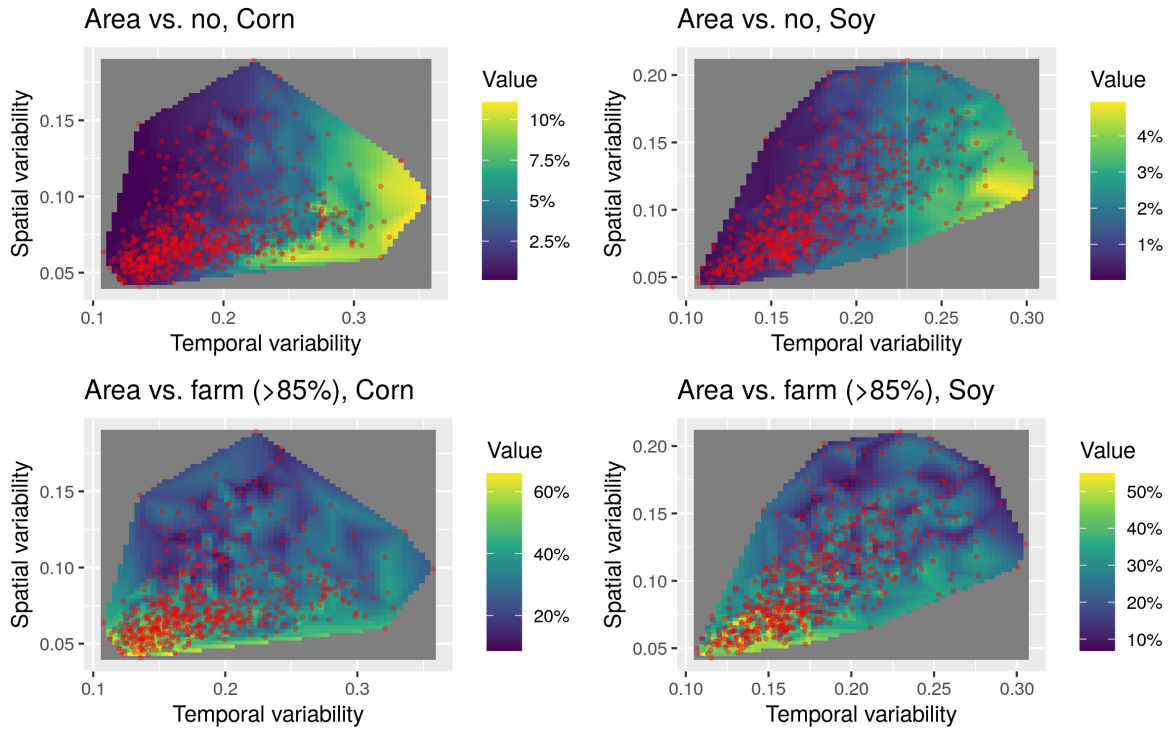 Area vs. no, Corn
Spatial variability
0.15
0.10
0.05
0.1
0.2
0.3
Temporal variability
Value
10%
7.5%
5%
2.5%
Area vs. no, Soy
Spatial variability
0.20
0.15
0.10
0.05
0.10
0.15
0.20
0.25
0.30
Temporal variability
Value
4%
3%
2%
1%
Area vs. farm (>85%), Corn
Spatial variability
0.15
0.10
0.05
0.1
0.2
0.3
Temporal variability
Value
60%
40%
20%
Area vs. farm (>85%), Soy
Spatial variability
0.20
0.15
0.10
0.05
0.10
0.15
0.20
0.25
0.30
Temporal variability
Value
50%
40%
30%
20%
10%